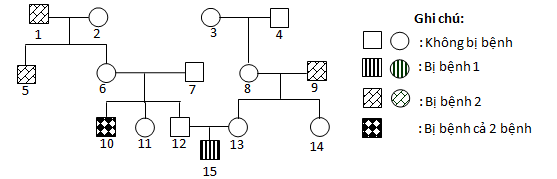 Ghi chú:
: Không bị bệnh
: Bị bệnh 1
: Bị bệnh 2
: Bị bệnh cả 2 bệnh
1 2 3 4
5 6 7 8 9
10 11 12 13 14
15